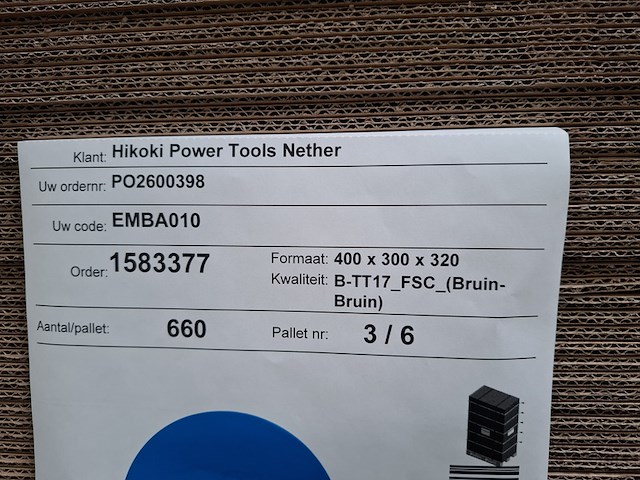 Klant: Hikoki Power Tools Nether
Uw ordernr: PO2600398
Uw code: EMBA010
Order: 1583377
Formaat: 400 x 300 x 320
Kwaliteit: B-TT17_FSC_(Bruin-
Bruin)
Aantal/pallet: 660
Pallet nr: 3 / 6